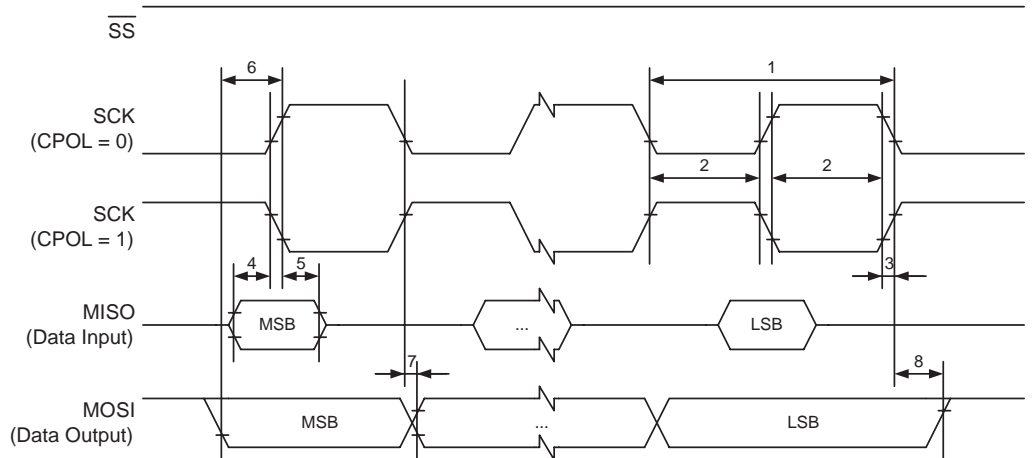 SS
6
1
SCK
(CPOL = 0)
2
2
SCK
(CPOL = 1)
4
5
3
MISO
(Data Input)
MSB
...
LSB
7
8
MOSI
(Data Output)
MSB
...
LSB